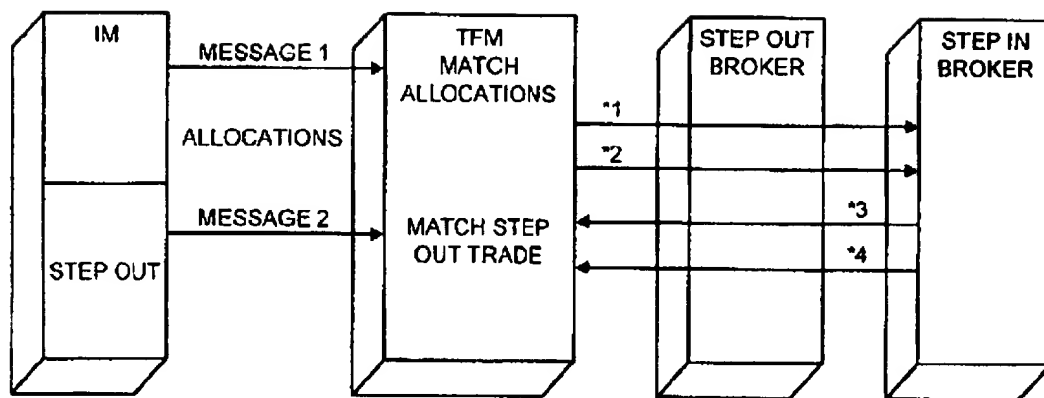 IM
MESSAGE 1
ALLOCATIONS
MESSAGE 2
STEP OUT
TFM
MATCH
ALLOCATIONS
MATCH STEP
OUT TRADE
STEP OUT
BROKER
STEP IN
BROKER
*1
*2
*3
*4